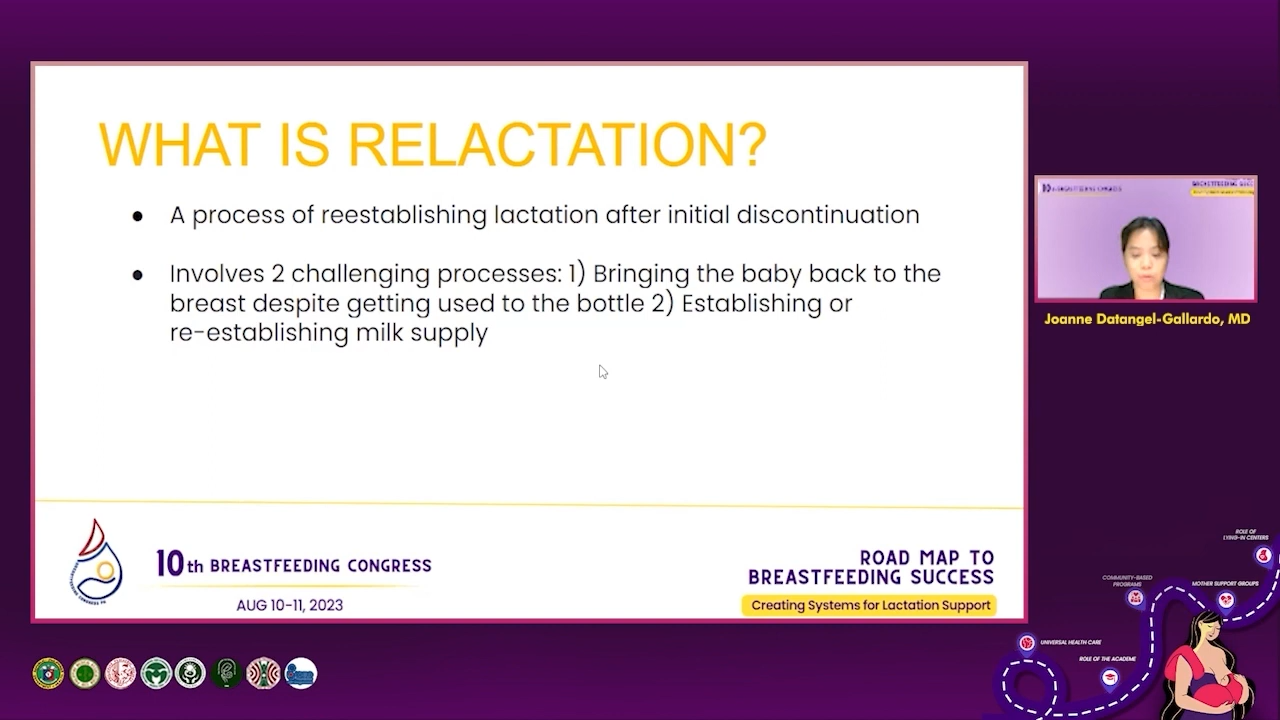 WHAT IS RELACTATION?
● A process of reestablishing lactation after initial discontinuation
● Involves 2 challenging processes: 1) Bringing the baby back to the
breast despite getting used to the bottle 2) Establishing or
re-establishing milk supply
10th BREASTFEEDING CONGRESS
AUG 10-11, 2023
ROAD MAP TO
BREASTFEEDING SUCCESS
Creating Systems for Lactation Support
Joanne Datangel-Gallardo, MD
ROLE OF
LYING-IN CENTERS
COMMUNITY-BASED
PROGRAMS
MOTHER SUPPORT GROUPS
UNIVERSAL HEALTH CARE
ROLE OF THE ACADEME